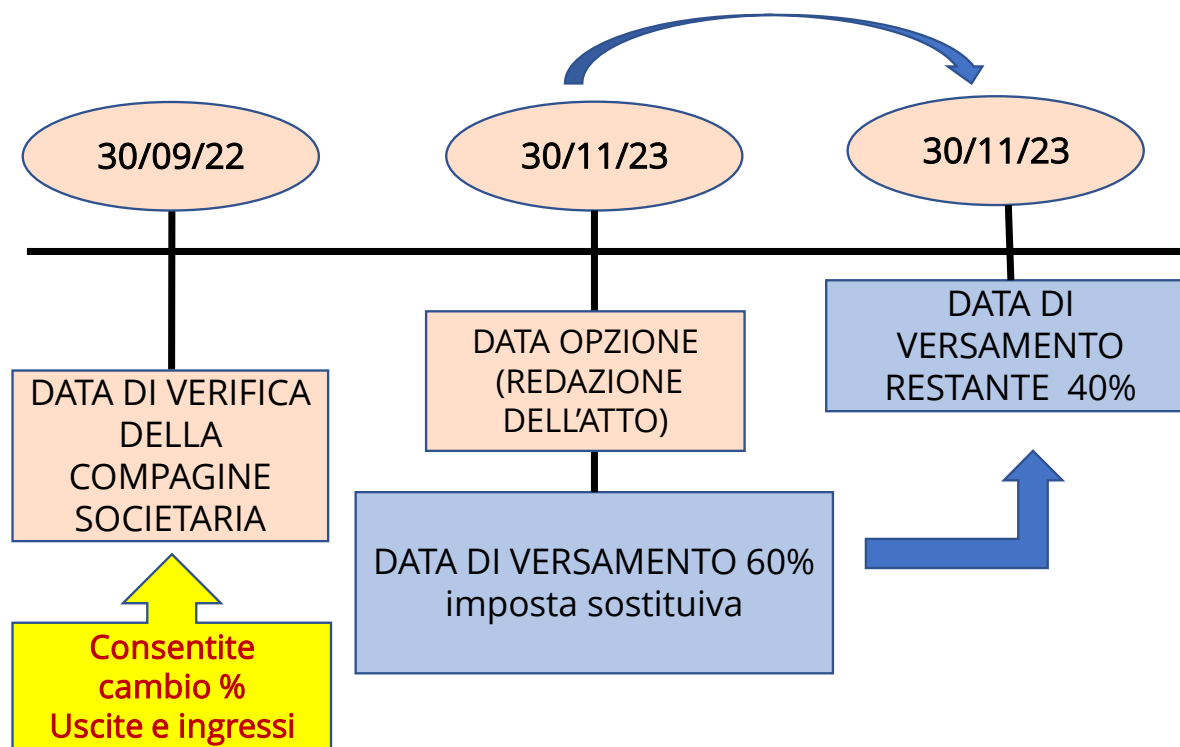 30/09/22
30/11/23
30/11/23
DATA DI VERIFICA
DELLA
COMPAGINE
SOCIETARIA
DATA OPZIONE
(REDAZIONE
DELL’ATTO)
DATA DI
VERSAMENTO
RESTANTE 40%
DATA DI VERSAMENTO 60%
imposta sostituiva
Consentite
cambio %
Uscite e ingressi